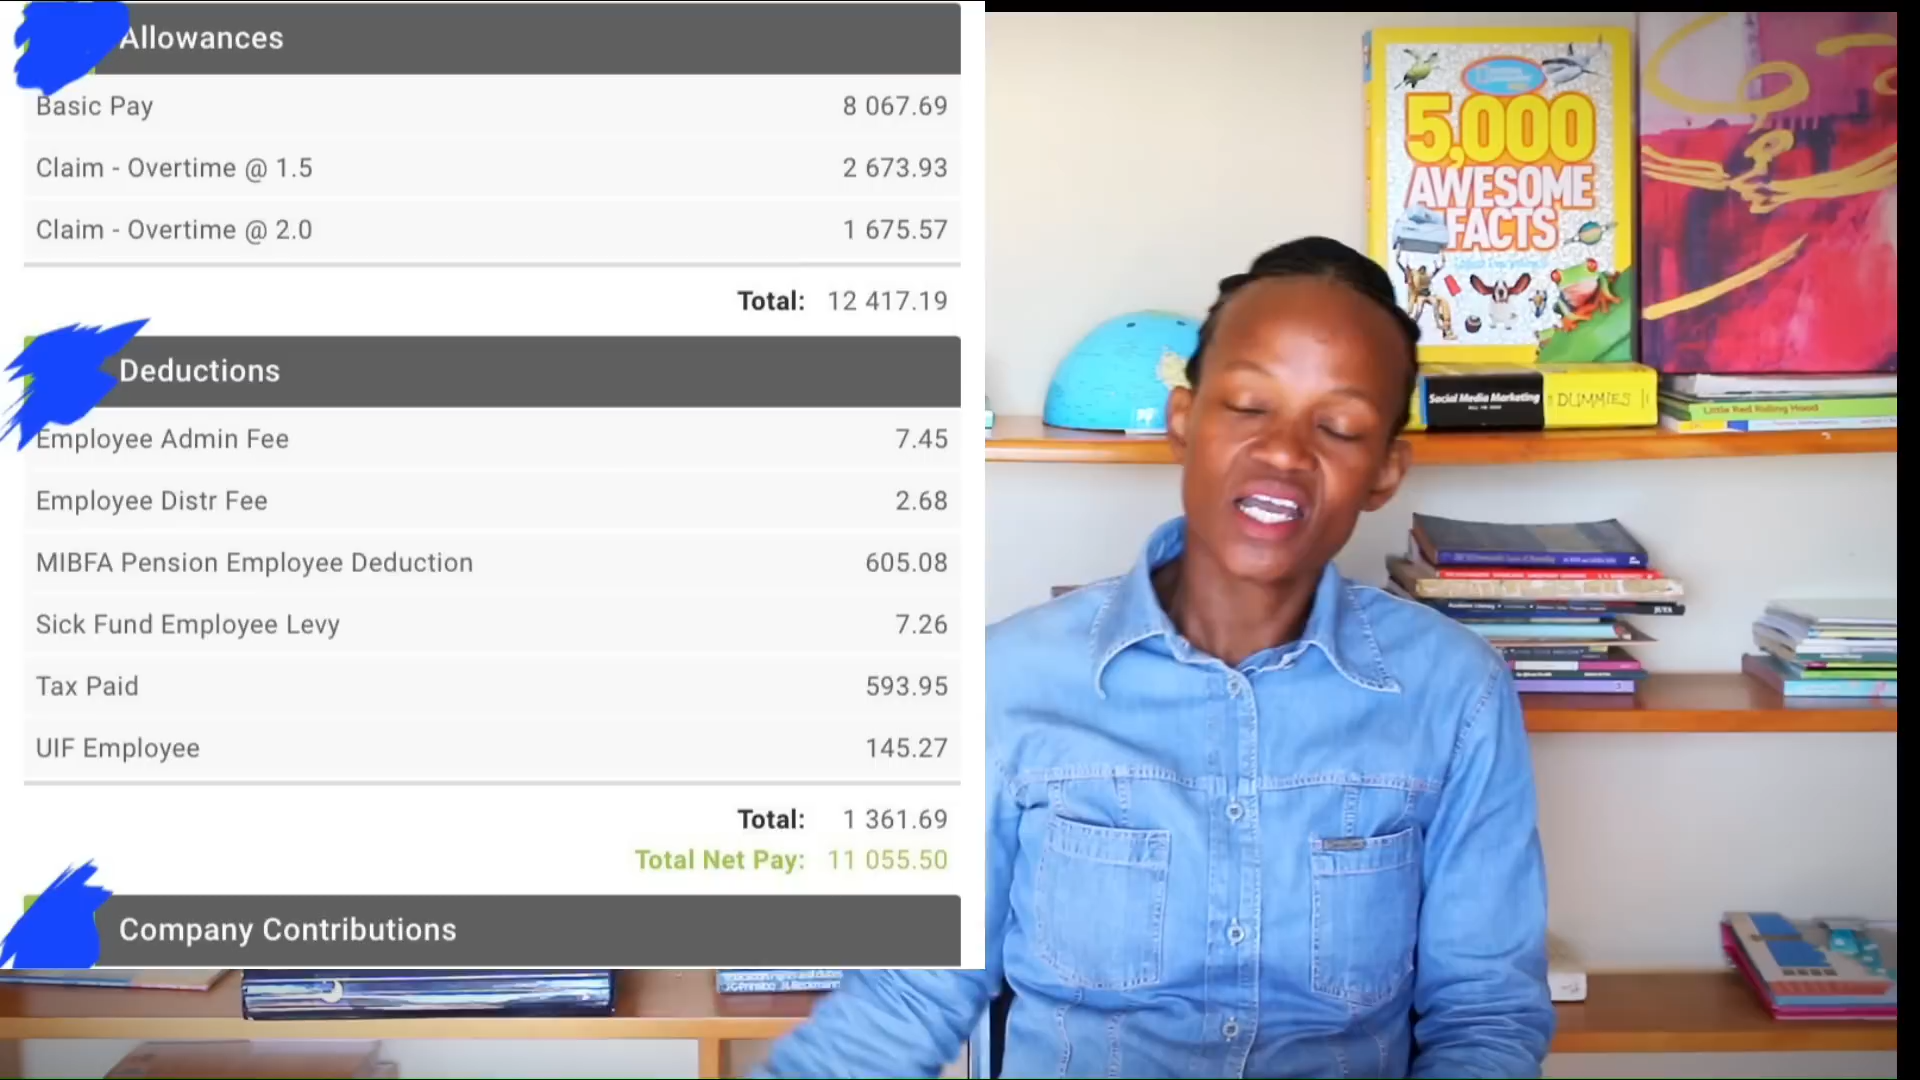 Allowances
Basic Pay 8 067.69
Claim - Overtime @ 1.5 2 673.93
Claim - Overtime @ 2.0 1 675.57
Total: 12 417.19
Deductions
Employee Admin Fee 7.45
Employee Distr Fee 2.68
MIBFA Pension Employee Deduction 605.08
Sick Fund Employee Levy 7.26
Tax Paid 593.95
UIF Employee 145.27
Total: 1 361.69
Total Net Pay: 11 055.50
Company Contributions
5,000
AWESOME
FACTS
Social Media Marketing
DUMMIES
Little Red Riding Hood
JUTA